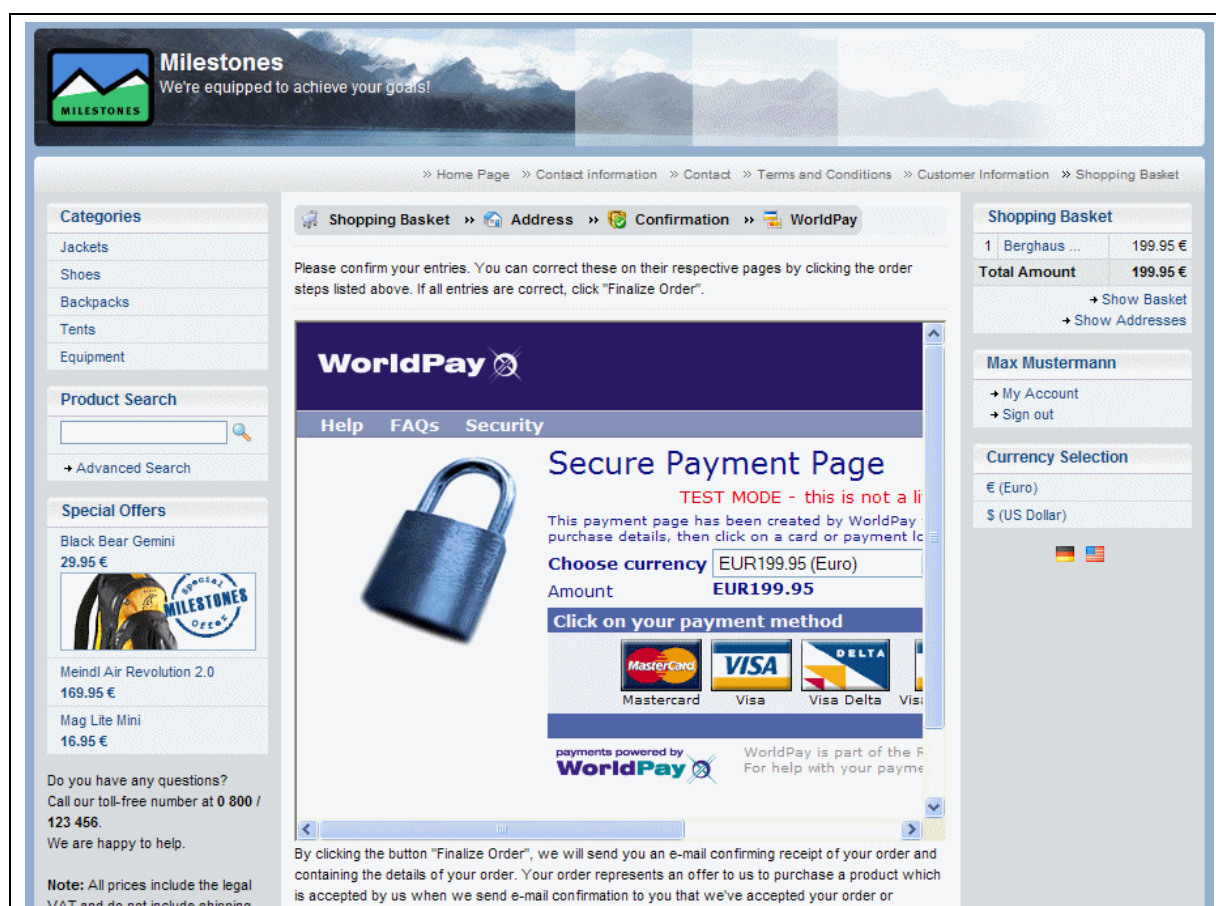 Milestones
We're equipped to achieve your goals!
MILESTONES
» Home Page » Contact information » Contact » Terms and Conditions » Customer Information » Shopping Basket
Categories
Jackets
Shoes
Backpacks
Tents
Equipment
Product Search
Advanced Search
Special Offers
Black Bear Gemini
29.95 €
special
MILESTONES
Offer
Meindl Air Revolution 2.0
169.95 €
Mag Lite Mini
16.95 €
Do you have any questions?
Call our toll-free number at 0 800 /
123 456.
We are happy to help.
Note: All prices include the legal
VAT and do not include shipping
Shopping Basket » Address » Confirmation » WorldPay
Please confirm your entries. You can correct these on their respective pages by clicking the order
steps listed above. If all entries are correct, click "Finalize Order".
WorldPay
Help FAQs Security
Secure Payment Page
TEST MODE - this is not a li
This payment page has been created by WorldPay
purchase details, then click on a card or payment lo
Choose currency EUR199.95 (Euro)
Amount EUR199.95
Click on your payment method
MasterCard VISA DELTA
Mastercard Visa Visa Delta Visa
payments powered by
WorldPay
WorldPay is part of the R
For help with your payme
By clicking the button "Finalize Order", we will send you an e-mail confirming receipt of your order and
containing the details of your order. Your order represents an offer to us to purchase a product which
is accepted by us when we send e-mail confirmation to you that we've accepted your order or
Shopping Basket
1 Berghaus ... 199.95 €
Total Amount 199.95 €
Show Basket
Show Addresses
Max Mustermann
My Account
Sign out
Currency Selection
€ (Euro)
$ (US Dollar)